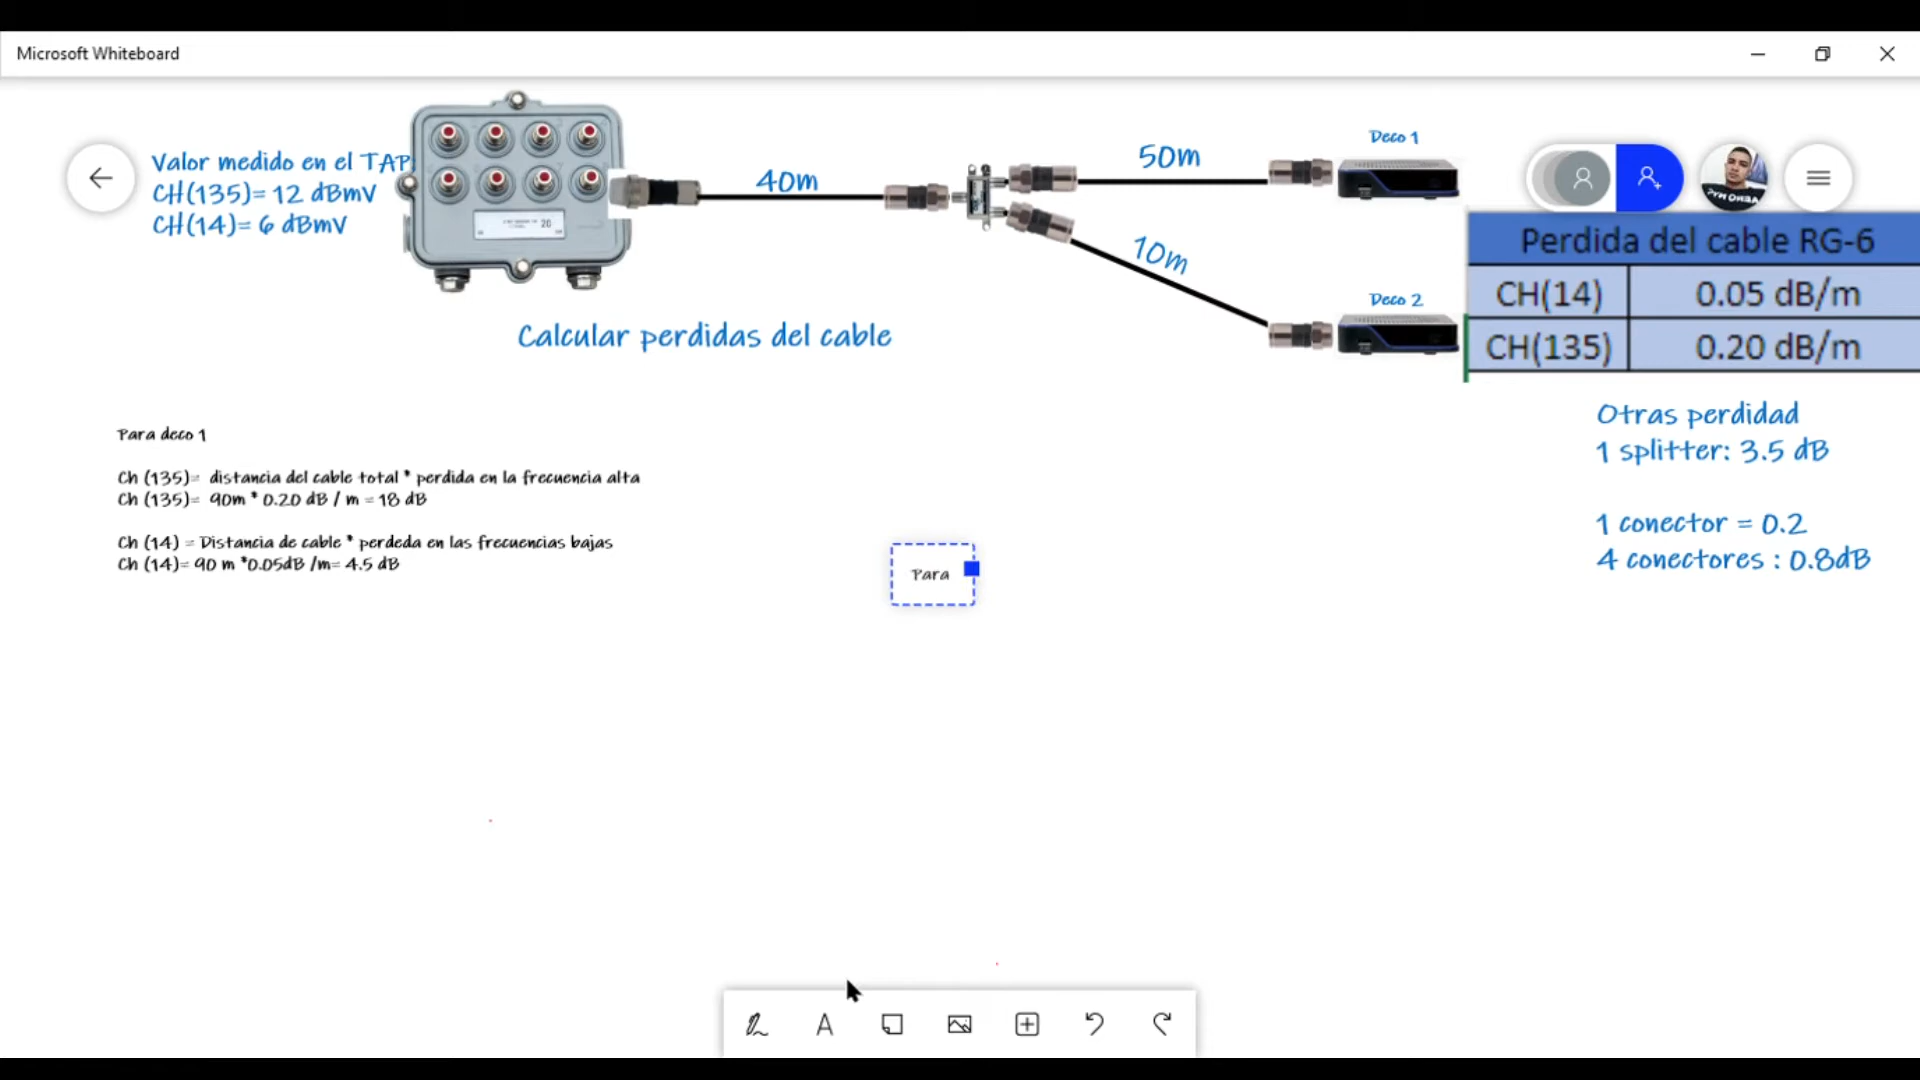 Microsoft Whiteboard
Valor medido en el TAP:
CH(135)= 12 dBmV
CH(14)= 6 dBmV
20
40m
50m
10m
Deco 1
Deco 2
Calcular perdidas del cable
Perdida del cable RG-6
CH(14) 0.05 dB/m
CH(135) 0.20 dB/m
Otras perdidad
1 splitter: 3.5 dB
1 conector = 0.2
4 conectores : 0.8dB
Para deco 1
Ch (135)= distancia del cable total * perdida en la frecuencia alta
Ch (135)= 90m * 0.20 dB / m = 18 dB
Ch (14) = Distancia de cable * perdeda en las frecuencias bajas
Ch (14)= 90 m *0.05dB /m= 4.5 dB
Para